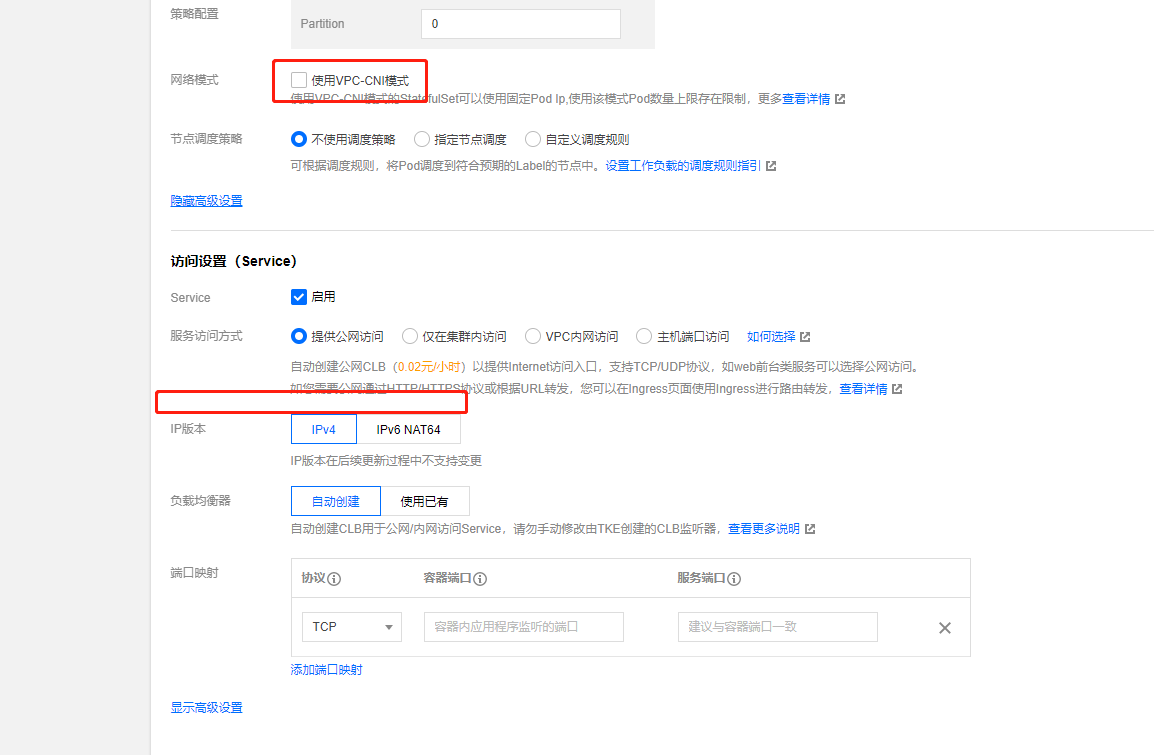 策略配置
Partition 0
网络模式 使用VPC-CNI模式
使用VPC-CNI模式的StatefulSet可以使用固定Pod Ip,使用该模式Pod数量上限存在限制，更多查看详情
节点调度策略 不使用调度策略 指定节点调度 自定义调度规则
可根据调度规则，将Pod调度到符合预期的Label的节点中。设置工作负载的调度规则指引
隐藏高级设置
访问设置（Service）
Service 启用
服务访问方式 提供公网访问 仅在集群内访问 VPC内网访问 主机端口访问 如何选择
自动创建公网CLB（0.02元/小时）以提供Internet访问入口，支持TCP/UDP协议，如web前台类服务可以选择公网访问。
如您需要公网通过HTTP/HTTPS协议或根据URL转发，您可以在Ingress页面使用Ingress进行路由转发，查看详情
IP版本 IPv4 IPv6 NAT64
IP版本在后续更新过程中不支持变更
负载均衡器 自动创建 使用已有
自动创建CLB用于公网/内网访问Service，请勿手动修改由TKE创建的CLB监听器，查看更多说明
端口映射 协议 容器端口 服务端口
TCP 容器内应用程序监听的端口 建议与容器端口一致
添加端口映射
显示高级设置